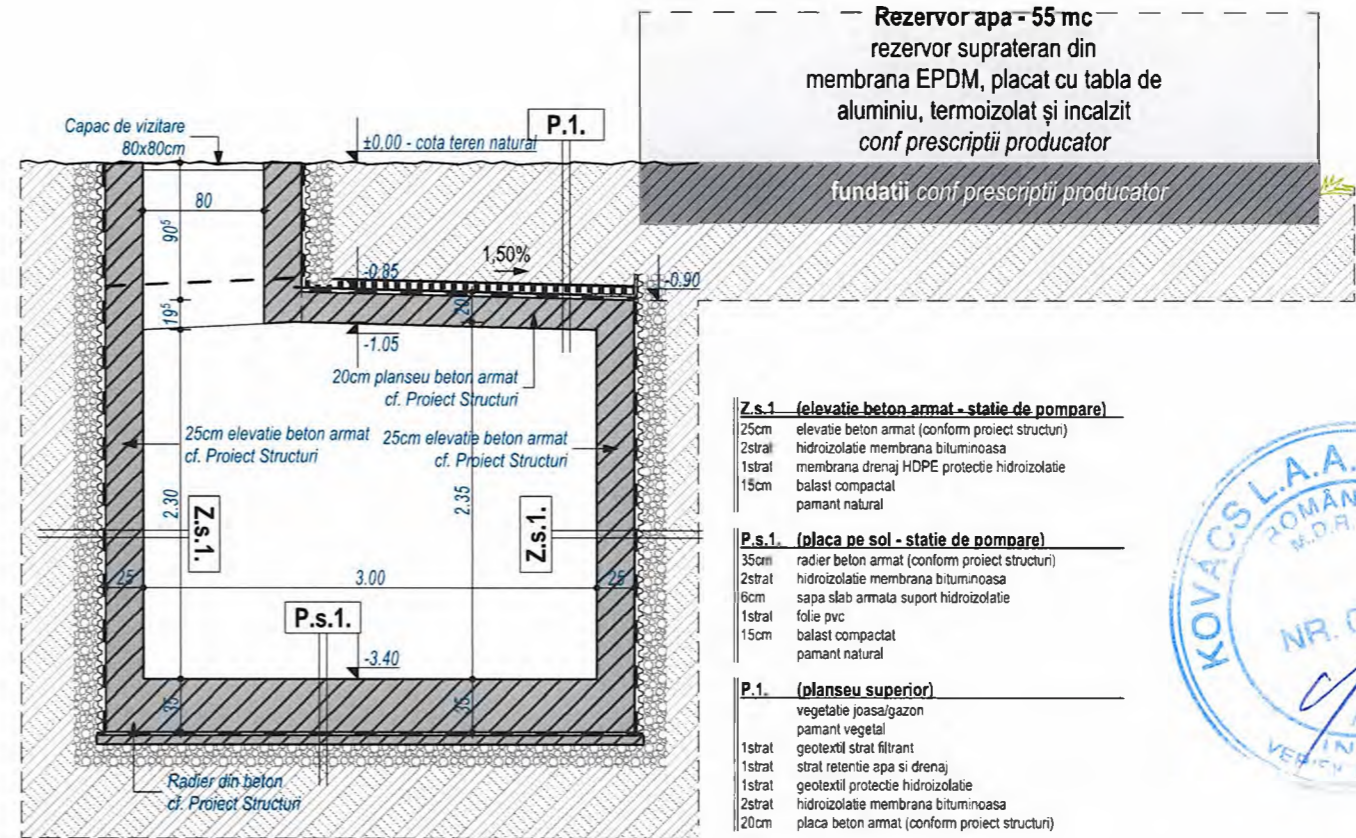 Rezervor apa - 55 mc
rezervor suprateran din
membrana EPDM, placat cu tabla de
aluminiu, termoizolat și incalzit
conf prescriptii producator
fundatii conf prescriptii producator
Capac de vizitare
80x80cm
±0,00 - cota teren natural
P.1.
80
90⁵
19⁵
1,50%
-0.85
-0.90
20
-1.05
20cm planseu beton armat
cf. Proiect Structuri
25cm elevatie beton armat
cf. Proiect Structuri
25cm elevatie beton armat
cf. Proiect Structuri
2.30
2.35
Z.s.1.
Z.s.1.
25
3.00
25
P.s.1.
-3.40
35
35
Radier din beton
cf. Proiect Structuri
Z.s.1 (elevatie beton armat - statie de pompare)
25cm elevatie beton armat (conform proiect structuri)
2strat hidroizolatie membrana bituminoasa
1strat membrana drenaj HDPE protectie hidroizolatie
15cm balast compactat
pamant natural
P.s.1. (placa pe sol - statie de pompare)
35cm radier beton armat (conform proiect structuri)
2strat hidroizolatie membrana bituminoasa
6cm sapa slab armata suport hidroizolatie
1strat folie pvc
15cm balast compactat
pamant natural
P.1. (planseu superior)
vegetatie joasa/gazon
pamant vegetal
1strat geotextil strat filtrant
1strat strat retentie apa si drenaj
1strat geotextil protectie hidroizolatie
2strat hidroizolatie membrana bituminoasa
20cm placa beton armat (conform proiect structuri)
KOVÁCS L.A.A.
NR.